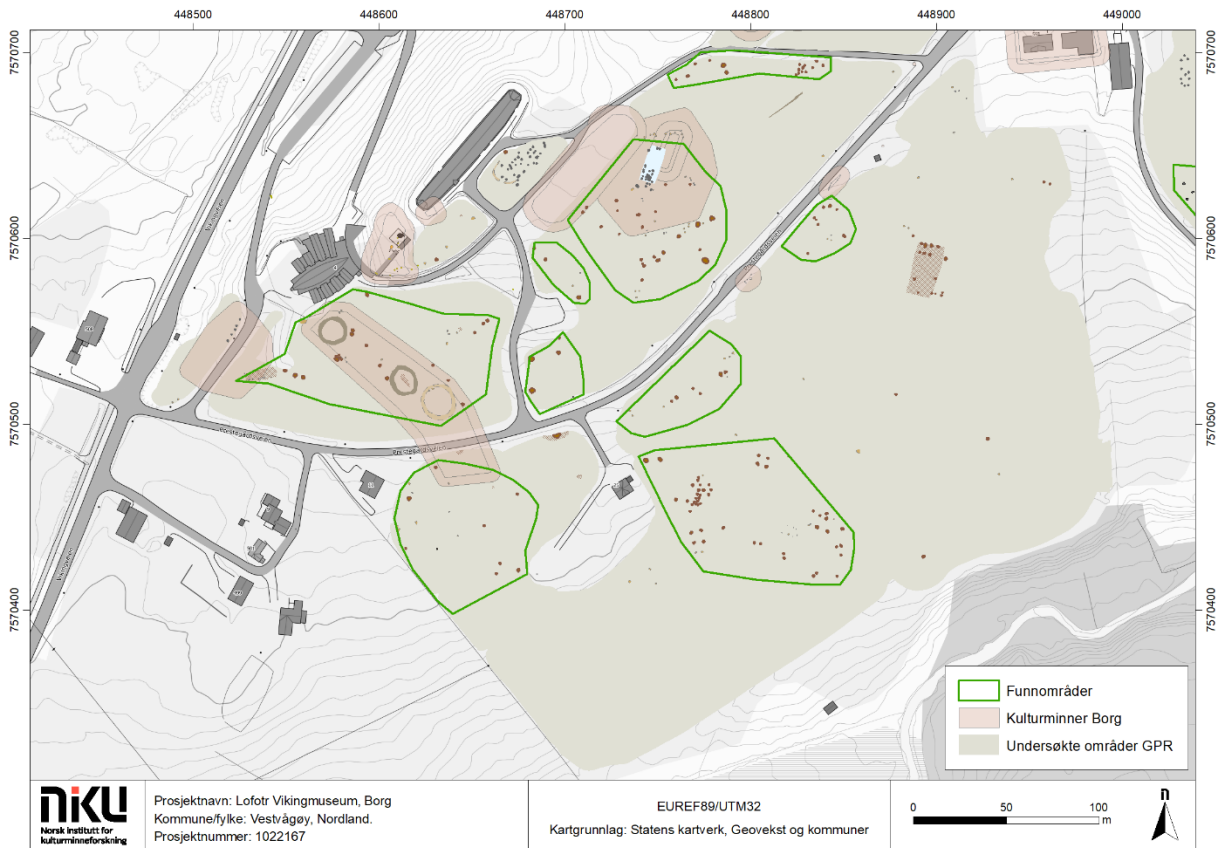 448500 448600 448700 448800 448900 449000
7570700
7570700
7570600
7570600
7570500
7570500
7570400
7570400
Funnområder
Kulturminner Borg
Undersøkte områder GPR
NIKU
Norsk institutt for
kulturminneforskning
Prosjektnavn: Lofotr Vikingmuseum, Borg
Kommune/fylke: Vestvågøy, Nordland.
Prosjektnummer: 1022167
EUREF89/UTM32
Kartgrunnlag: Statens kartverk, Geovekst og kommuner
0 50 100
m
n